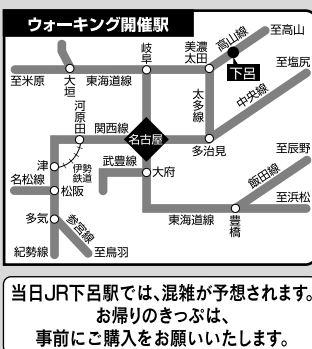 ウォーキング開催駅
至高山
高山線
美濃太田
岐阜
下呂
至塩尻
至米原
大垣
東海道線
太多線
中央線
河原田
関西線
名古屋
多治見
至辰野
津
伊勢鉄道
武豊線
大府
飯田線
名松線
松阪
至浜松
多気
参宮線
東海道線
豊橋
紀勢線
至鳥羽
当日JR下呂駅では、混雑が予想されます。
お帰りのきっぷは、
事前にご購入をお願いいたします。